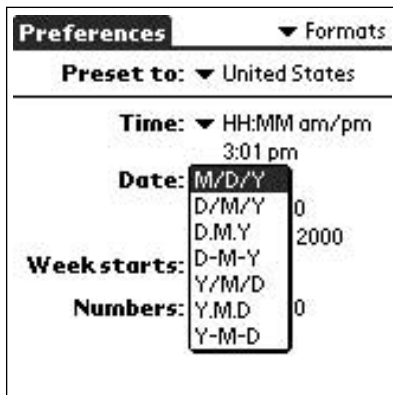 Preferences ▼ Formats
Preset to: ▼ United States
Time: ▼ HH:MM am/pm
3:01 pm
Date: M/D/Y
D/M/Y 0
D.M.Y 2000
D-M-Y
Week starts:
Y/M/D
Numbers: Y.M.D 0
Y-M-D